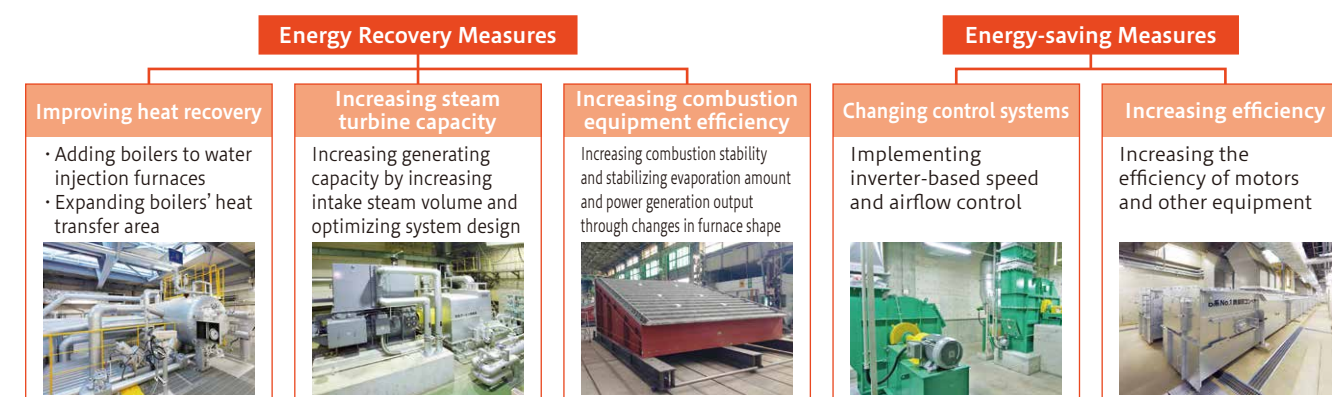 Energy Recovery Measures
Energy-saving Measures
Improving heat recovery
・Adding boilers to water
injection furnaces
・Expanding boilers' heat
transfer area
Increasing steam
turbine capacity
Increasing generating
capacity by increasing
intake steam volume and
optimizing system design
Increasing combustion
equipment efficiency
Increasing combustion stability
and stabilizing evaporation amount
and power generation output
through changes in furnace shape
Changing control systems
Implementing
inverter-based speed
and airflow control
Increasing efficiency
Increasing the
efficiency of motors
and other equipment